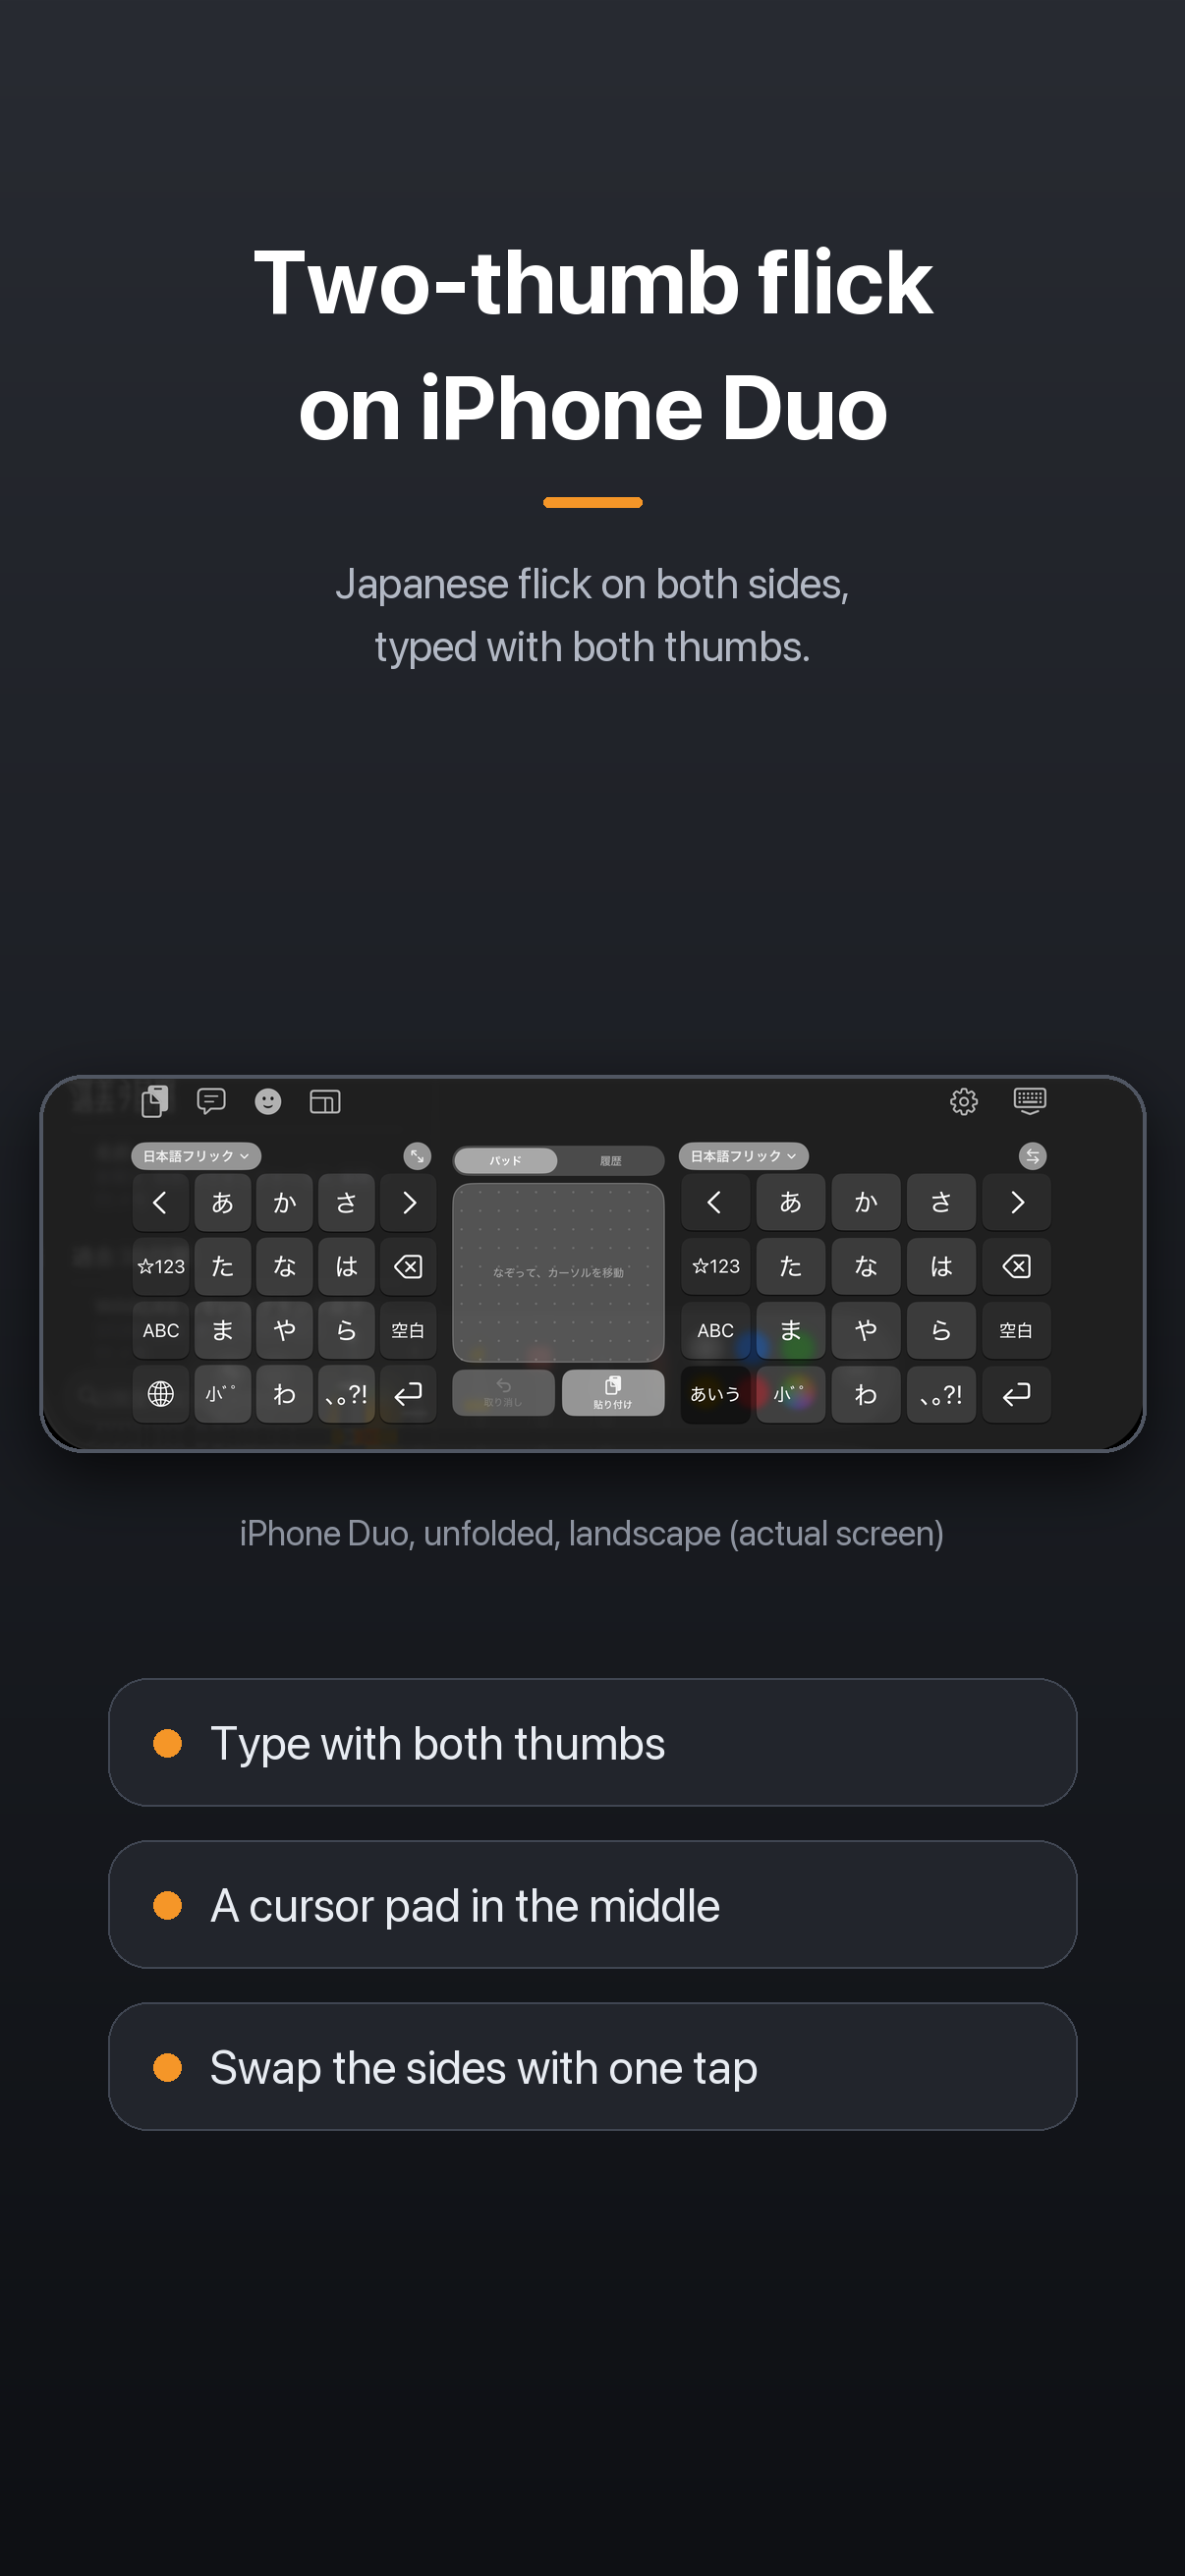 Two-thumb flick
on iPhone Duo
Japanese flick on both sides,
typed with both thumbs.
日本語フリック
パッド 履歴
日本語フリック
あ か さ
あ か さ
☆123 た な は
なぞって、カーソルを移動
☆123 た な は
ABC ま や ら 空白
ABC ま や ら 空白
小゛゜ わ 、。?!
取り消し
貼り付け
あいう 小゛゜ わ 、。?!
iPhone Duo, unfolded, landscape (actual screen)
Type with both thumbs
A cursor pad in the middle
Swap the sides with one tap